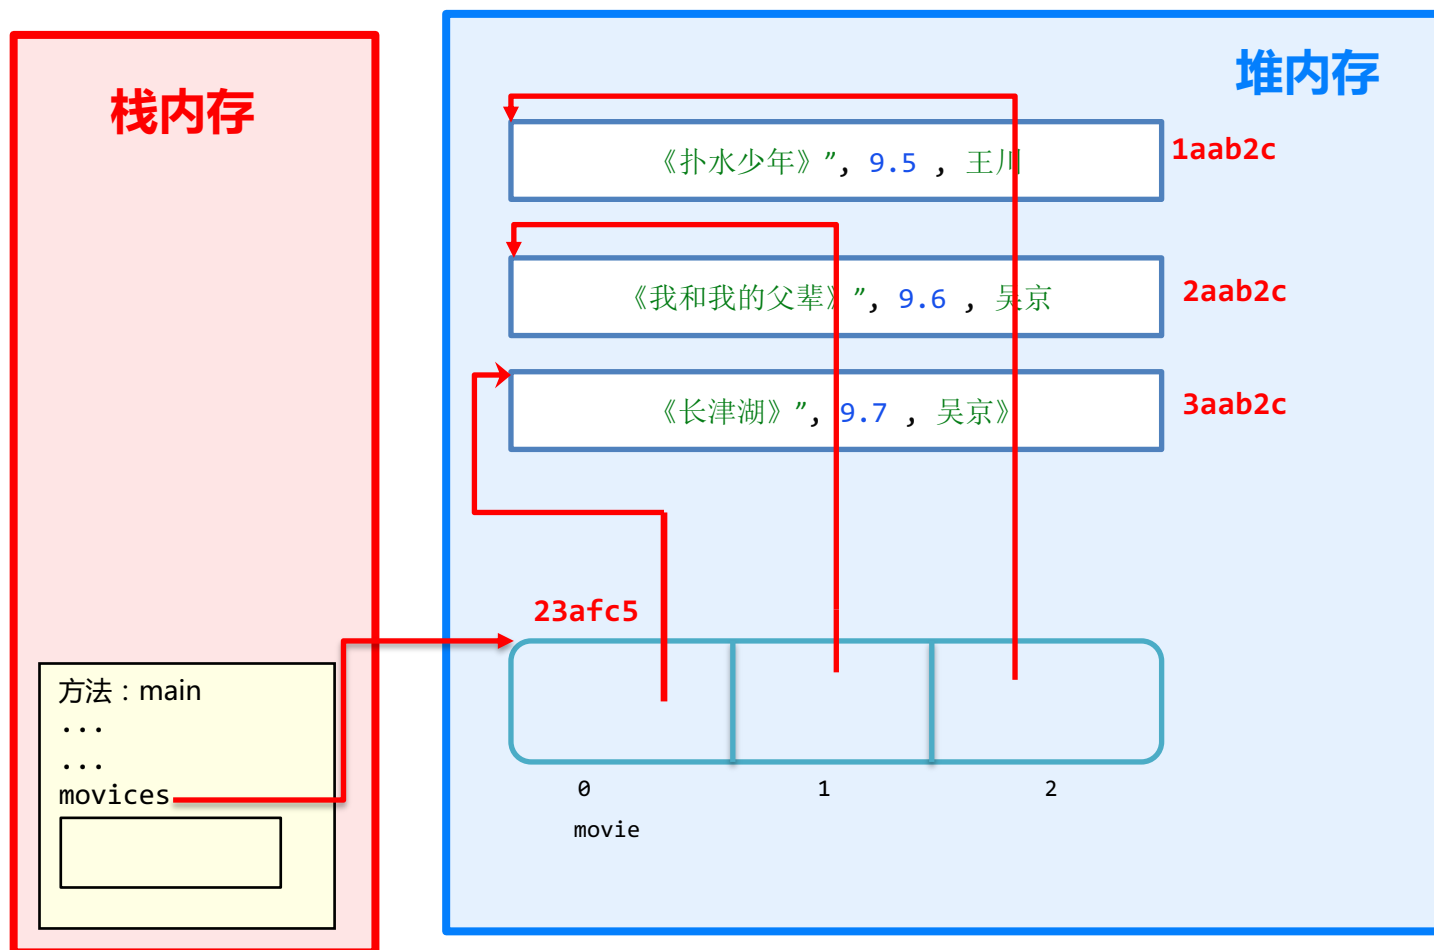 栈内存
堆内存
《扑水少年》”, 9.5 , 王川
1aab2c
《我和我的父辈》”, 9.6 , 吴京
2aab2c
《长津湖》”, 9.7 , 吴京》
3aab2c
23afc5
方法：main
...
...
movices
0 1 2
movie